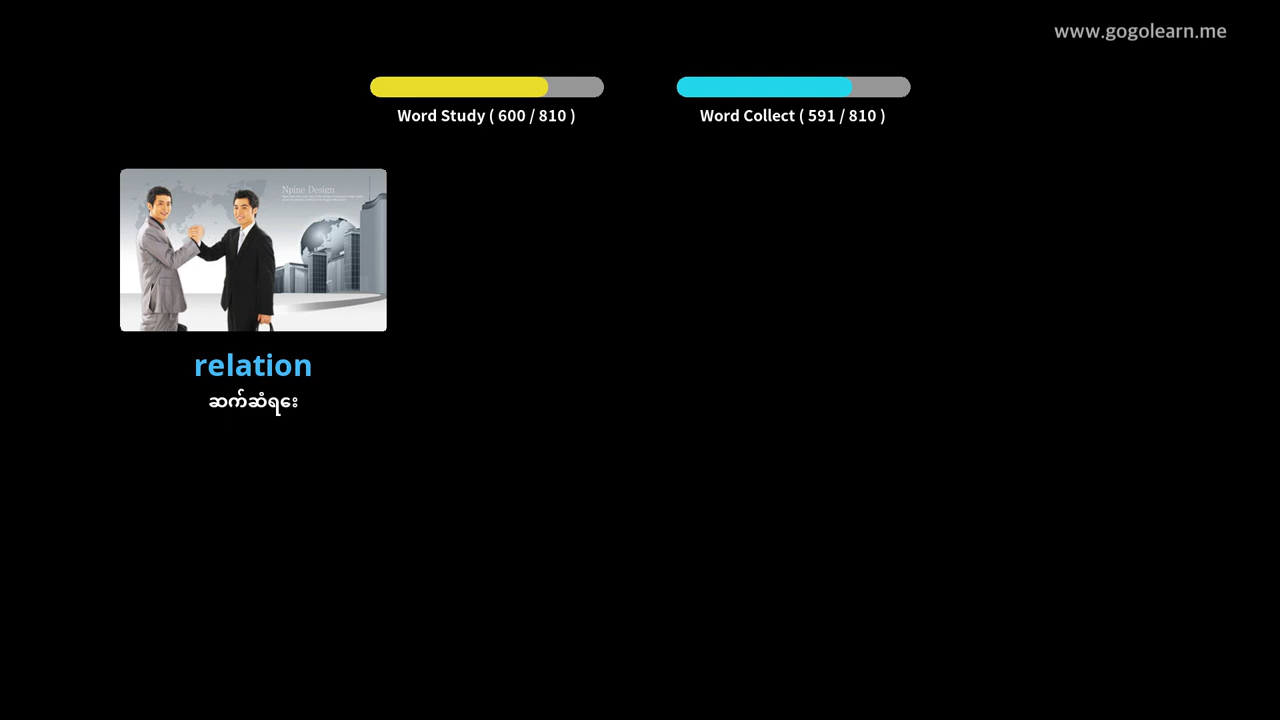 www.gogolearn.me
Word Study ( 600 / 810 )
Word Collect ( 591 / 810 )
Npine Design
relation
ဆက်ဆံရေး